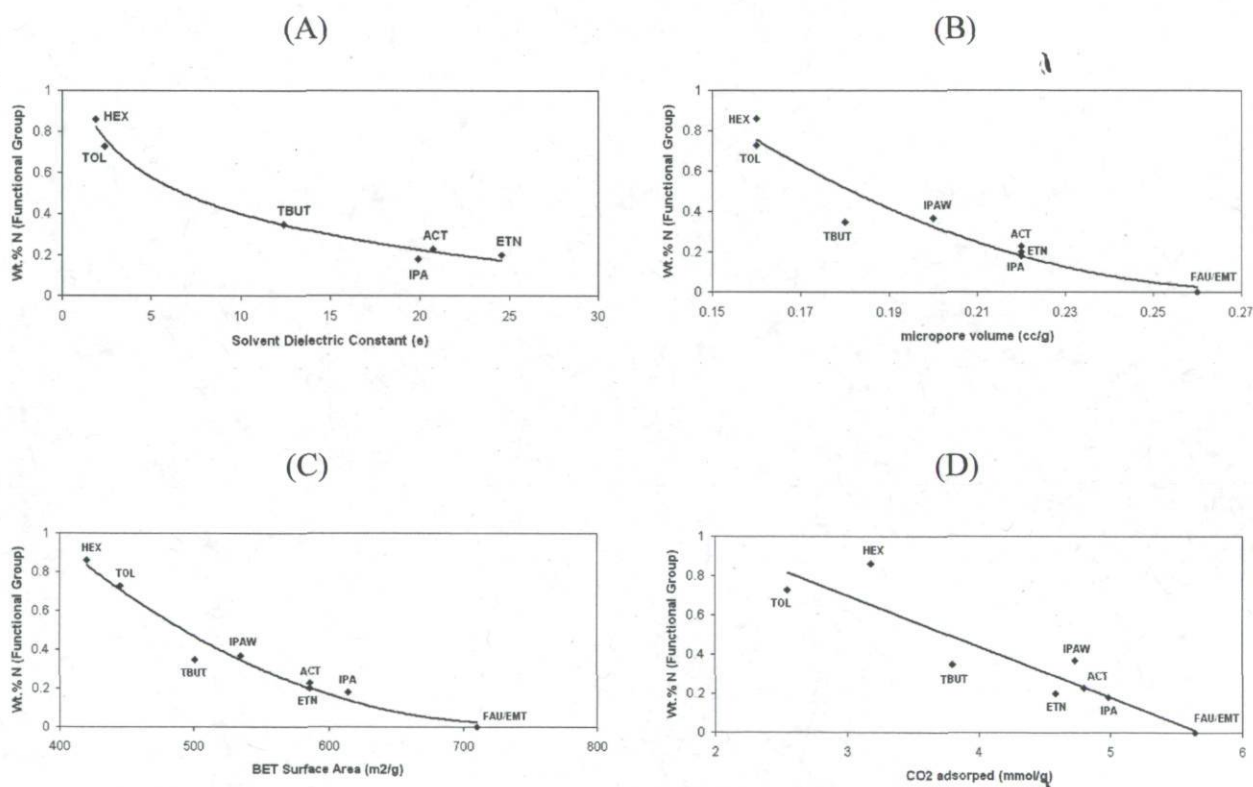 (A)
Wt.% N (Functional Group)
1
0.8
0.6
0.4
0.2
0
HEX
TOL
TBUT
ACT
IPA
ETN
0 5 10 15 20 25 30
Solvent Dielectric Constant (e)
(B)
Wt.% N (Functional Group)
1
0.8
0.6
0.4
0.2
0
HEX
TOL
TBUT
IPAW
ACT
ETN
IPA
FAU/EMT
0.15 0.17 0.19 0.21 0.23 0.25 0.27
micropore volume (cc/g)
(C)
Wt.% N (Functional Group)
1
0.8
0.6
0.4
0.2
0
HEX
TOL
TBUT
IPAW
ACT
ETN
IPA
FAU/EMT
400 500 600 700 800
BET Surface Area (m2/g)
(D)
Wt.% N (Functional Group)
1
0.8
0.6
0.4
0.2
0
HEX
TOL
TBUT
IPAW
ACT
ETN
IPA
FAU/EMT
2 3 4 5 6
CO2 adsorped (mmol/g)